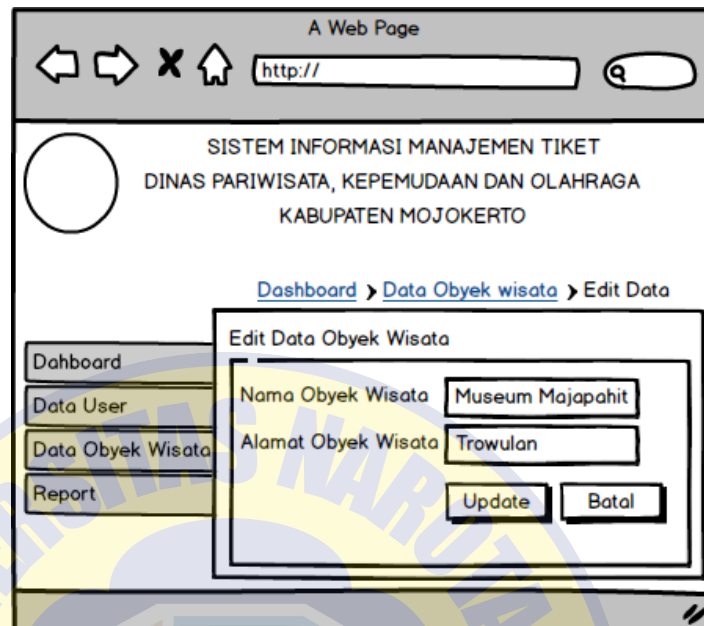 A Web Page
http://
SISTEM INFORMASI MANAJEMEN TIKET
DINAS PARIWISATA, KEPEMUDAAN DAN OLAHRAGA
KABUPATEN MOJOKERTO
Dashboard > Data Obyek wisata > Edit Data
Edit Data Obyek Wisata
Dahboard
Data User
Data Obyek Wisata
Report
Nama Obyek Wisata Museum Majapahit
Alamat Obyek Wisata Trowulan
Update Batal